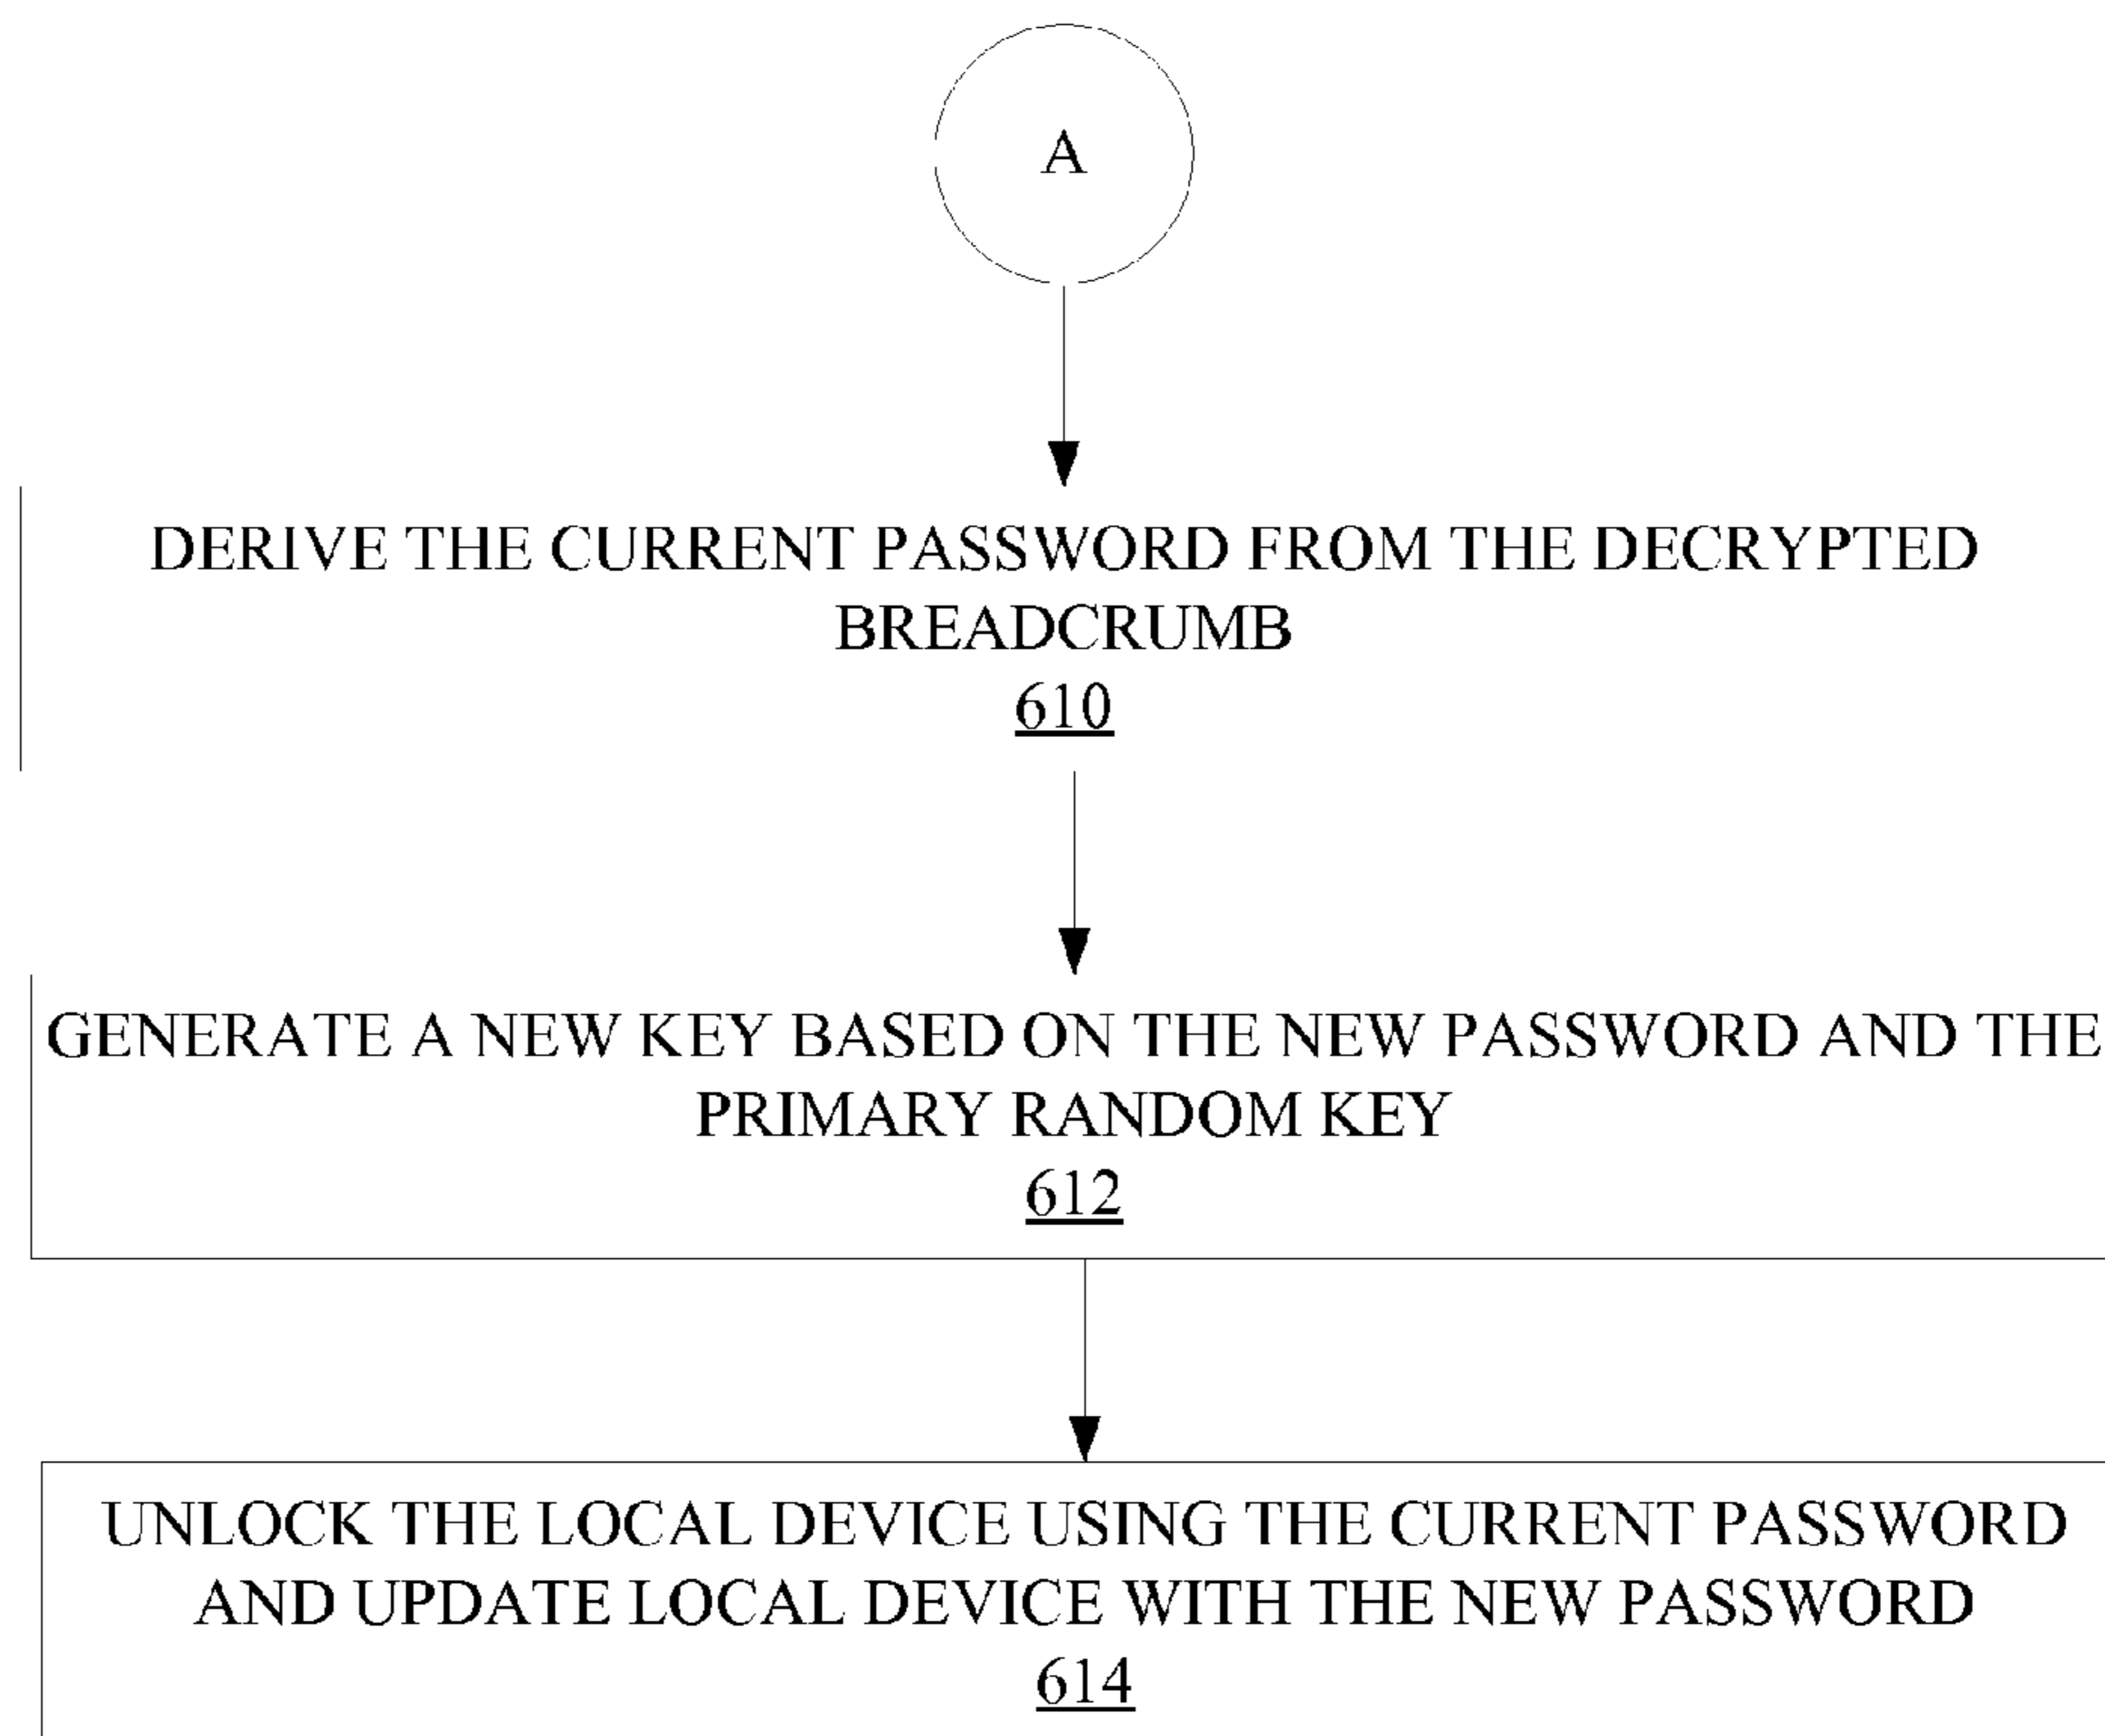 A
DERIVE THE CURRENT PASSWORD FROM THE DECRYPTED
BREADCRUMB
610
GENERATE A NEW KEY BASED ON THE NEW PASSWORD AND THE
PRIMARY RANDOM KEY
612
UNLOCK THE LOCAL DEVICE USING THE CURRENT PASSWORD
AND UPDATE LOCAL DEVICE WITH THE NEW PASSWORD
614